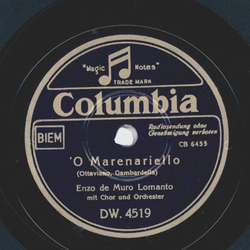 "Magic Notes"
TRADE MARK
Columbia
Radiosendung ohne
Genehmigung verboten
BIEM
CB 6455
'O Marenariello
(Ottaviano, Gambardella)
Enzo de Muro Lomanto
mit Chor und Orchester
DW. 4519